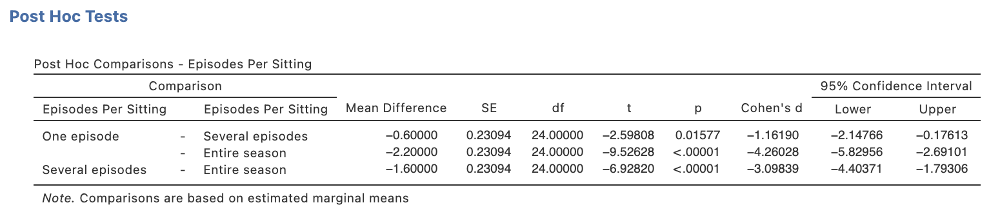 Post Hoc Tests
Post Hoc Comparisons - Episodes Per Sitting
Comparison 95% Confidence Interval
Episodes Per Sitting Episodes Per Sitting Mean Difference SE df t p Cohen's d Lower Upper
One episode - Several episodes −0.60000 0.23094 24.00000 −2.59808 0.01577 −1.16190 −2.14766 −0.17613
- Entire season −2.20000 0.23094 24.00000 −9.52628 <.00001 −4.26028 −5.82956 −2.69101
Several episodes - Entire season −1.60000 0.23094 24.00000 −6.92820 <.00001 −3.09839 −4.40371 −1.79306
Note. Comparisons are based on estimated marginal means